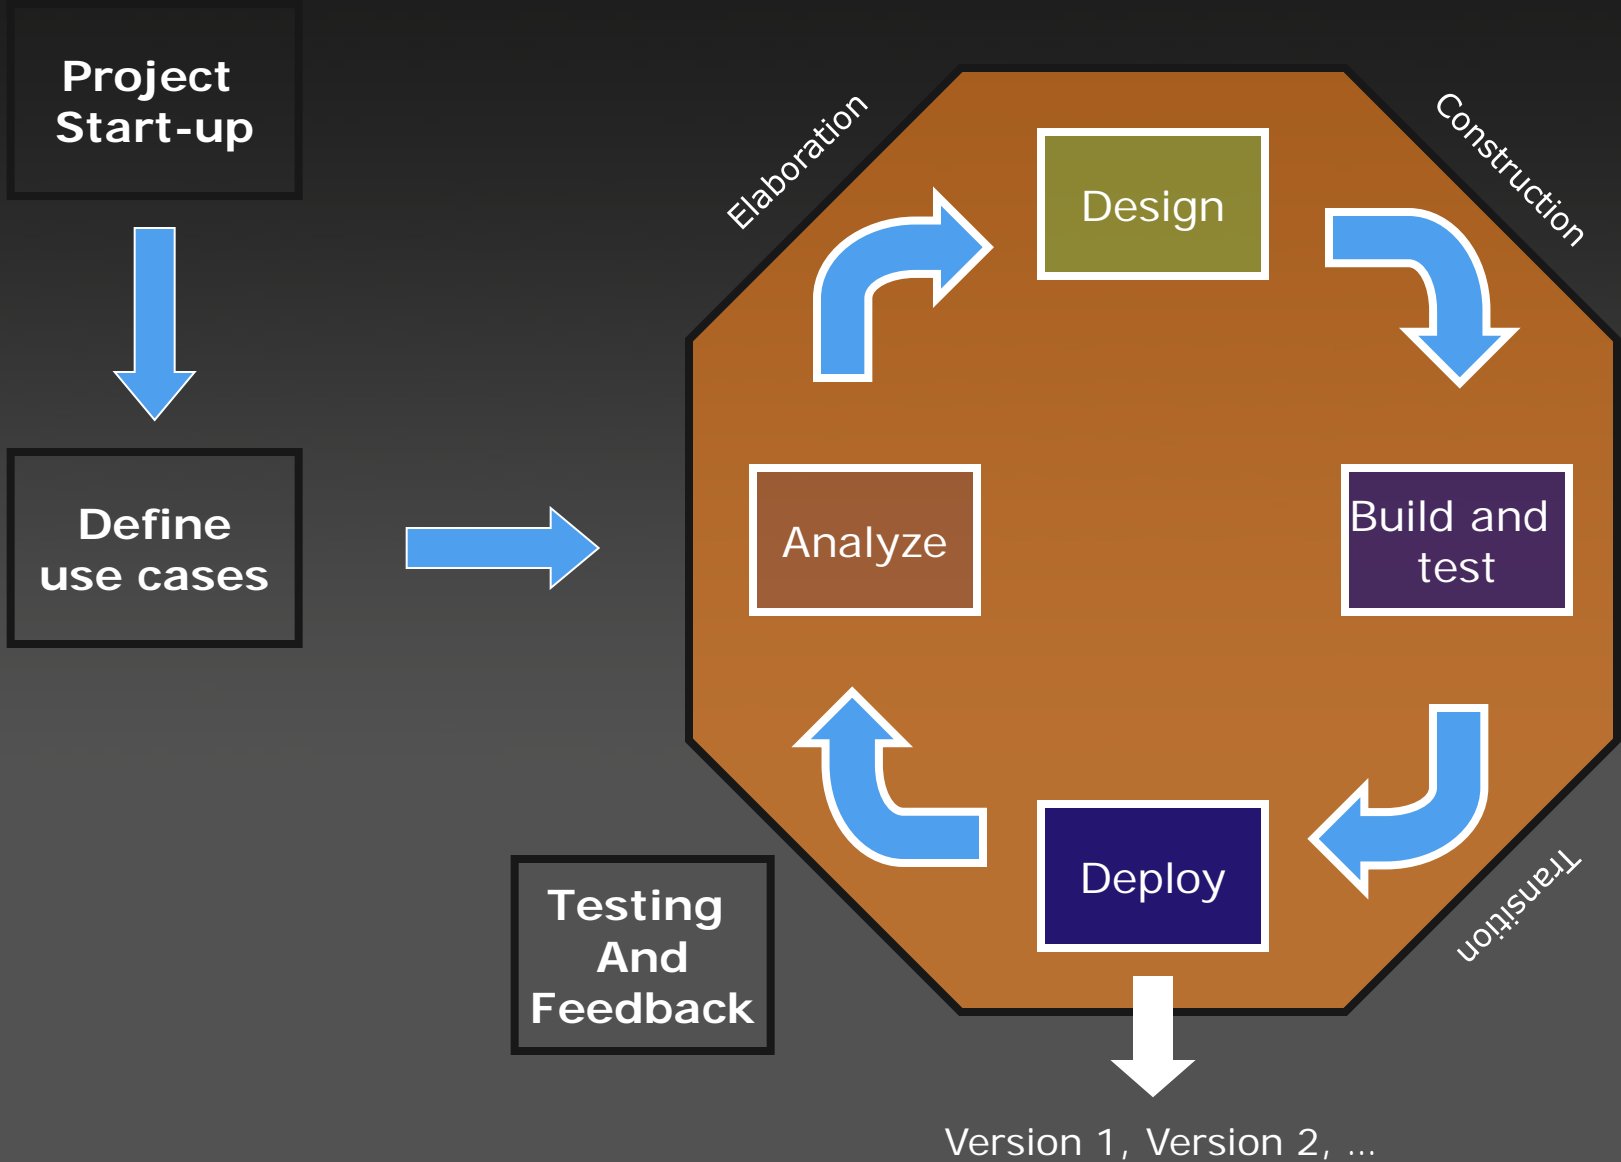 Project
Start-up
Define
use cases
Elaboration
Construction
Design
Analyze
Build and
test
Deploy
Transition
Testing
And
Feedback
Version 1, Version 2, ...